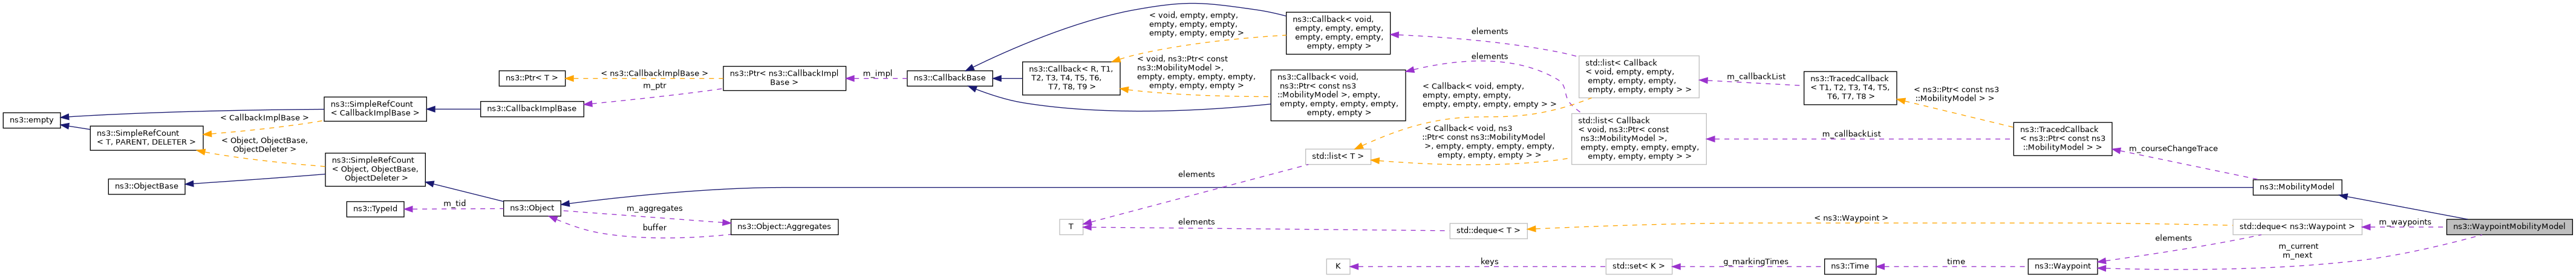 ns3::empty
ns3::SimpleRefCount
< T, PARENT, DELETER >
ns3::ObjectBase
< CallbackImplBase >
< Object, ObjectBase,
ObjectDeleter >
ns3::SimpleRefCount
< CallbackImplBase >
ns3::SimpleRefCount
< Object, ObjectBase,
ObjectDeleter >
ns3::TypeId
m_tid
ns3::Ptr< T >
ns3::CallbackImplBase
ns3::Object
< ns3::CallbackImplBase >
m_ptr
m_aggregates
buffer
ns3::Ptr< ns3::CallbackImpl
Base >
ns3::Object::Aggregates
m_impl
ns3::CallbackBase
ns3::Callback< R, T1,
T2, T3, T4, T5, T6,
T7, T8, T9 >
< void, empty, empty,
empty, empty, empty,
empty, empty, empty >
< void, ns3::Ptr< const
ns3::MobilityModel >,
empty, empty, empty, empty,
empty, empty, empty >
ns3::Callback< void,
empty, empty, empty,
empty, empty, empty,
empty, empty >
ns3::Callback< void,
ns3::Ptr< const ns3
::MobilityModel >, empty,
empty, empty, empty, empty,
empty, empty >
elements
elements
< Callback< void, empty,
empty, empty, empty,
empty, empty, empty, empty > >
< Callback< void, ns3
::Ptr< const ns3::MobilityModel
>, empty, empty, empty, empty,
empty, empty, empty > >
std::list< T >
elements
T
elements
std::deque< T >
std::list< Callback
< void, empty, empty,
empty, empty, empty,
empty, empty, empty > >
std::list< Callback
< void, ns3::Ptr< const
ns3::MobilityModel >,
empty, empty, empty, empty,
empty, empty, empty > >
m_callbackList
m_callbackList
ns3::TracedCallback
< T1, T2, T3, T4, T5,
T6, T7, T8 >
< ns3::Ptr< const ns3
::MobilityModel > >
ns3::TracedCallback
< ns3::Ptr< const ns3
::MobilityModel > >
m_courseChangeTrace
ns3::MobilityModel
< ns3::Waypoint >
std::deque< ns3::Waypoint >
m_waypoints
ns3::WaypointMobilityModel
elements
m_current
m_next
K
keys
std::set< K >
g_markingTimes
ns3::Time
time
ns3::Waypoint